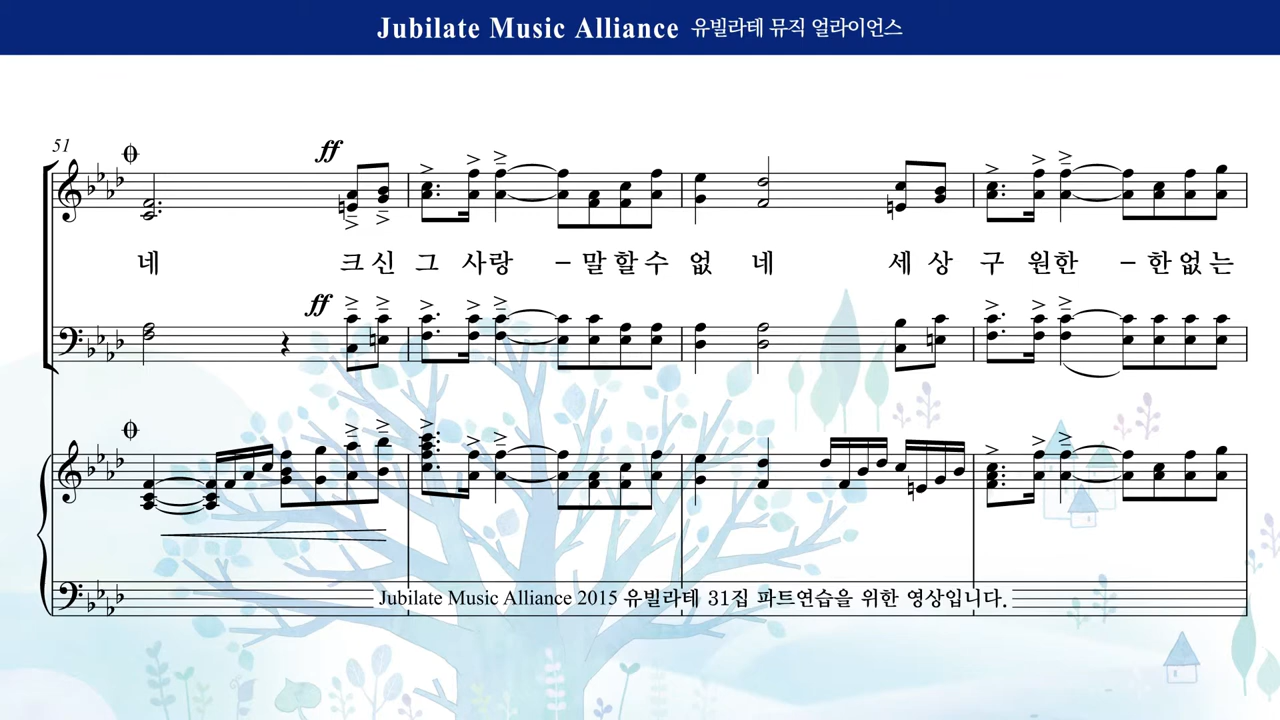 Jubilate Music Alliance 유빌라테 뮤직 얼라이언스
51
ff
네 크 신 그 사 랑 – 말 할 수 없 네 세 상 구 원 한 – 한 없 는
ff
Jubilate Music Alliance 2015 유빌라테 31집 파트연습을 위한 영상입니다.